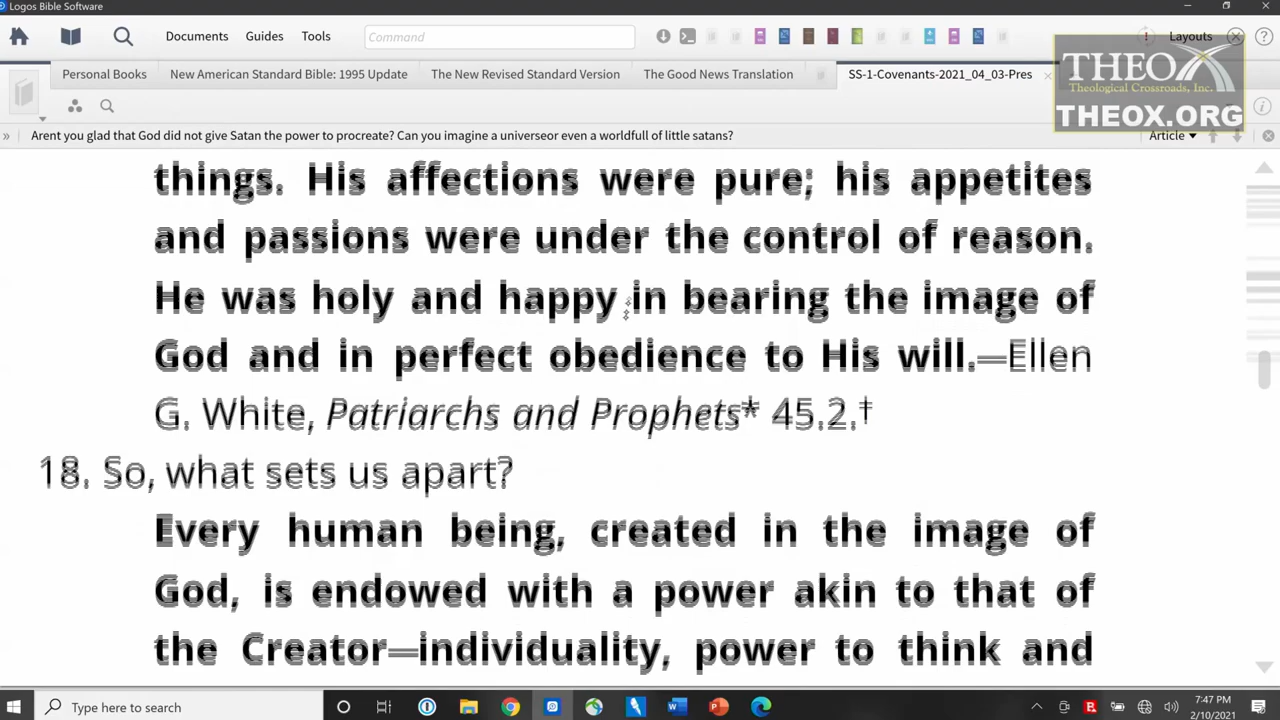 Logos Bible Software
Documents Guides Tools Command Layouts
THEOX
Theological Crossroads, Inc.
THEOX.ORG
Personal Books New American Standard Bible: 1995 Update The New Revised Standard Version The Good News Translation SS-1-Covenants-2021_04_03-Pres
» Arent you glad that God did not give Satan the power to procreate? Can you imagine a universeor even a worldfull of little satans? Article
things. His affections were pure; his appetites
and passions were under the control of reason.
He was holy and happy in bearing the image of
God and in perfect obedience to His will.—Ellen
G. White, Patriarchs and Prophets* 45.2.†
18. So, what sets us apart?
Every human being, created in the image of
God, is endowed with a power akin to that of
the Creator—individuality, power to think and
Type here to search
7:47 PM
2/10/2021